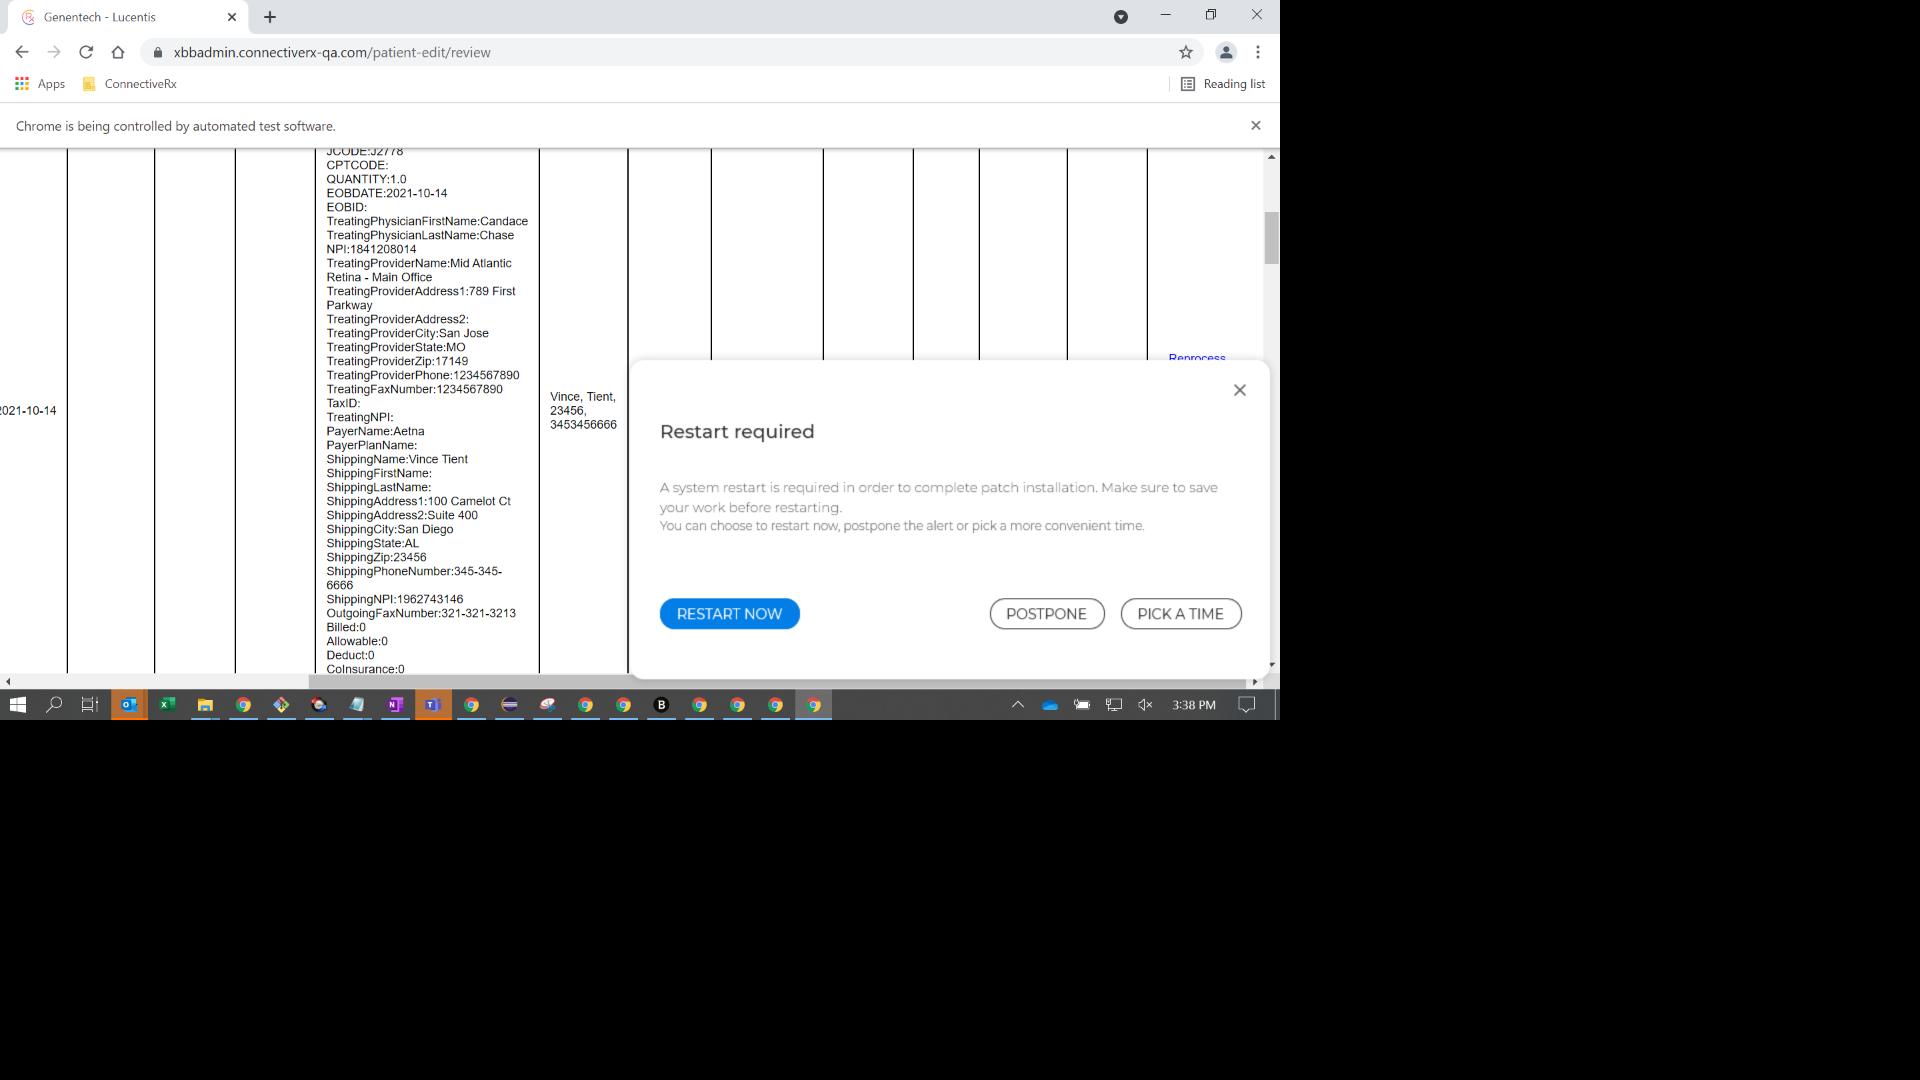 Genentech - Lucentis
xbbadmin.connectiverx-qa.com/patient-edit/review
Apps
ConnectiveRx
Reading list
Chrome is being controlled by automated test software.
JCODE:J2778
CPTCODE:
QUANTITY:1.0
EOBDATE:2021-10-14
EOBID:
TreatingPhysicianFirstName:Candace
TreatingPhysicianLastName:Chase
NPI:1841208014
TreatingProviderName:Mid Atlantic
Retina - Main Office
TreatingProviderAddress1:789 First
Parkway
TreatingProviderAddress2:
TreatingProviderCity:San Jose
TreatingProviderState:MO
TreatingProviderZip:17149
TreatingProviderPhone:1234567890
TreatingFaxNumber:1234567890
TaxID:
TreatingNPI:
PayerName:Aetna
PayerPlanName:
ShippingName:Vince Tient
ShippingFirstName:
ShippingLastName:
ShippingAddress1:100 Camelot Ct
ShippingAddress2:Suite 400
ShippingCity:San Diego
ShippingState:AL
ShippingZip:23456
ShippingPhoneNumber:345-345-
6666
ShippingNPI:1962743146
OutgoingFaxNumber:321-321-3213
Billed:0
Allowable:0
Deduct:0
CoInsurance:0
2021-10-14
Vince, Tient,
23456,
3453456666
Reprocess
Restart required
A system restart is required in order to complete patch installation. Make sure to save
your work before restarting.
You can choose to restart now, postpone the alert or pick a more convenient time.
RESTART NOW
POSTPONE
PICK A TIME
3:38 PM